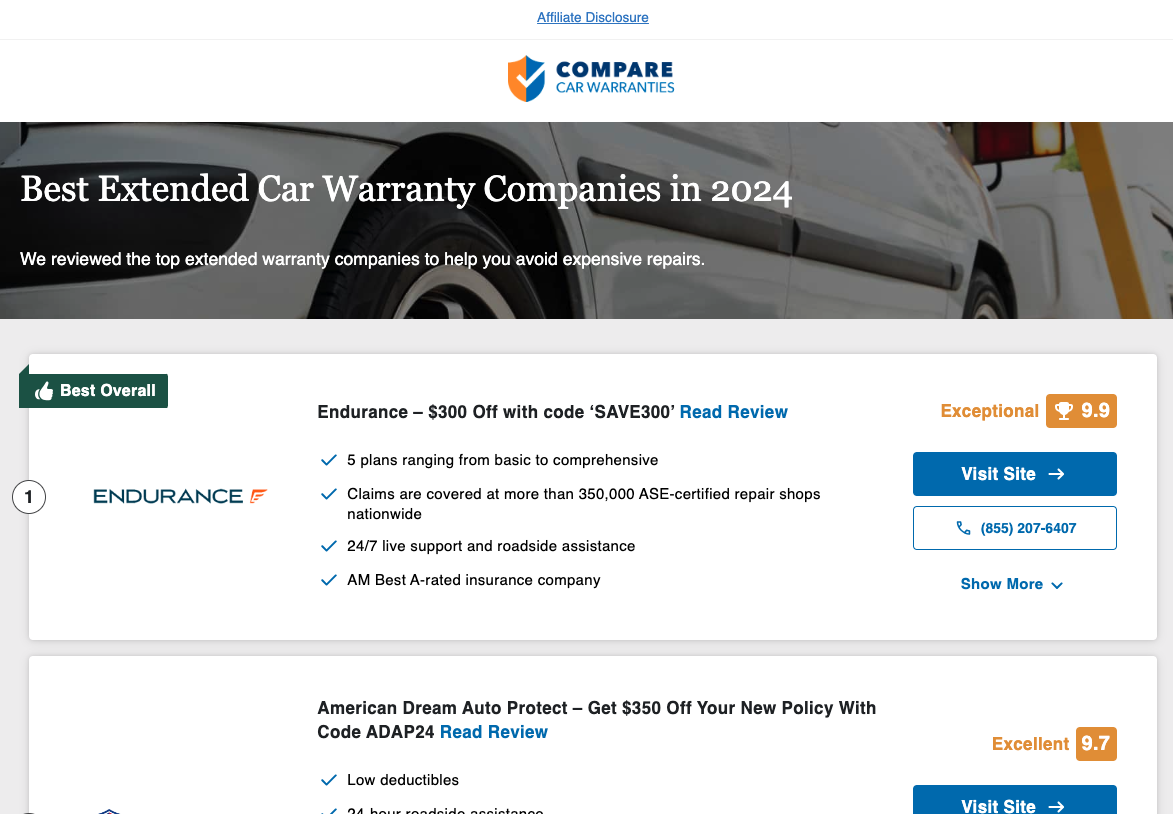 Affiliate Disclosure
COMPARE
CAR WARRANTIES
Best Extended Car Warranty Companies in 2024
We reviewed the top extended warranty companies to help you avoid expensive repairs.
Best Overall
Endurance – $300 Off with code ‘SAVE300’ Read Review
Exceptional 9.9
5 plans ranging from basic to comprehensive
Visit Site →
1
ENDURANCE
Claims are covered at more than 350,000 ASE-certified repair shops
nationwide
(855) 207-6407
24/7 live support and roadside assistance
AM Best A-rated insurance company
Show More
American Dream Auto Protect – Get $350 Off Your New Policy With
Code ADAP24 Read Review
Excellent 9.7
Low deductibles
24-hour roadside assistance
Visit Site →